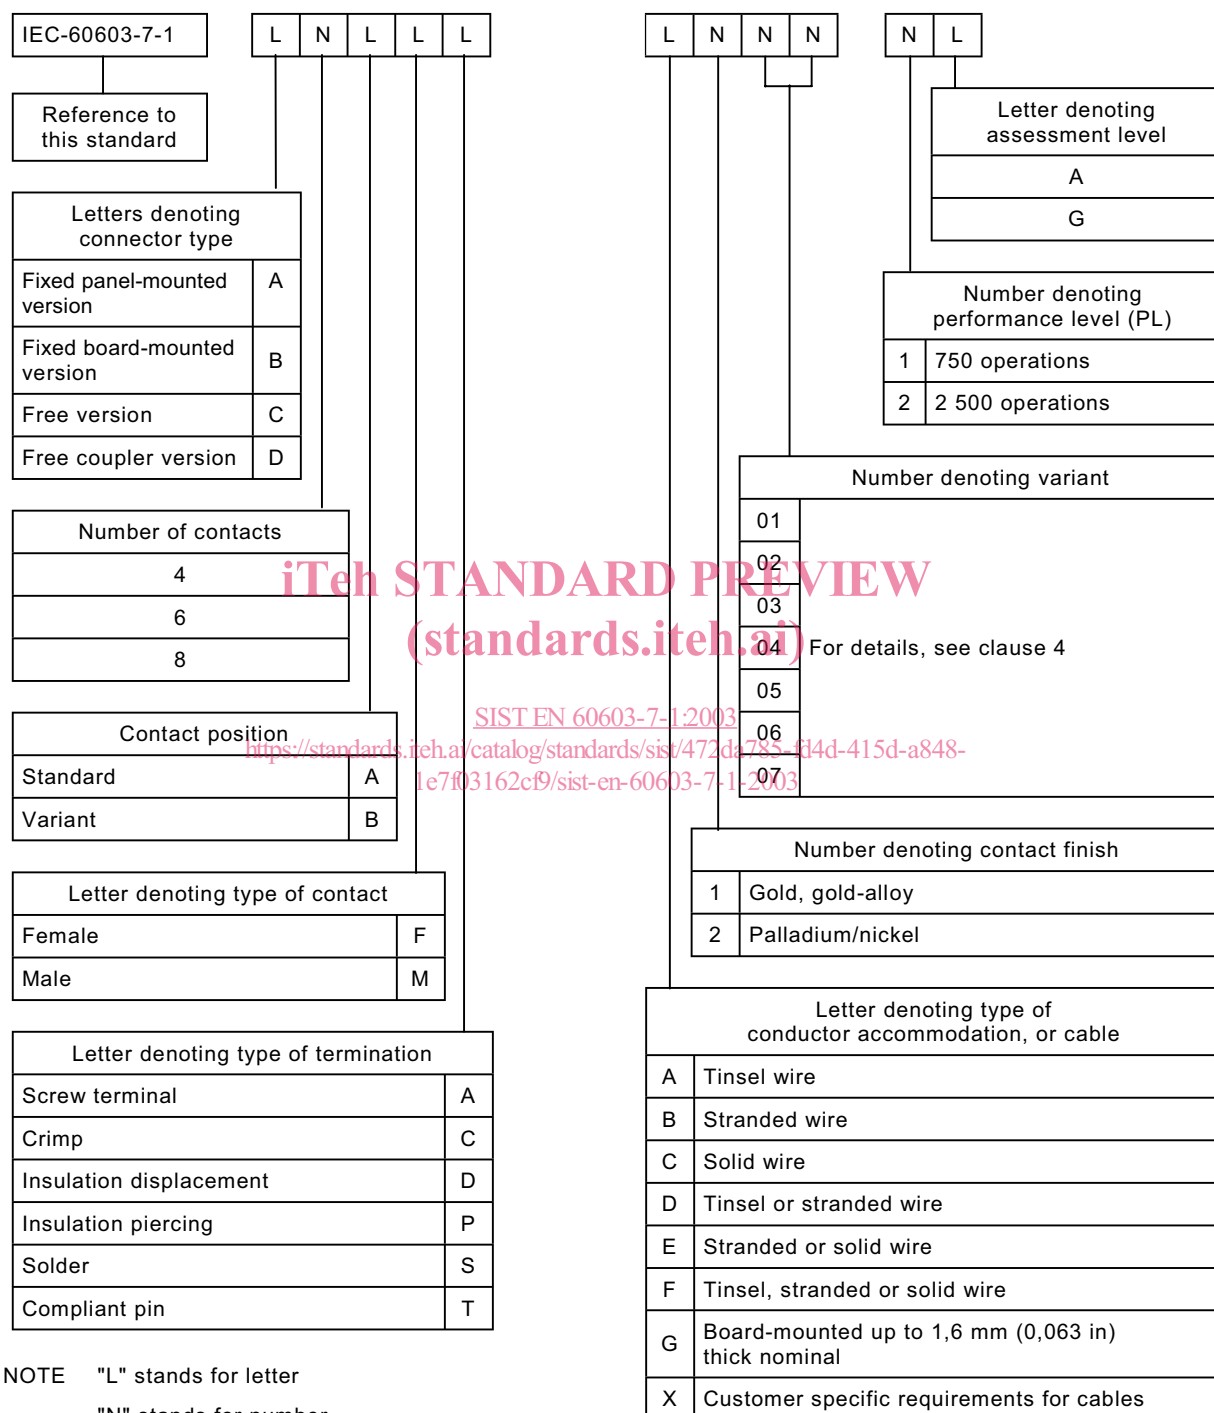 IEC-60603-7-1 L N L L L L N N N N L
Reference to
this standard
Letters denoting
connector type
Fixed panel-mounted
version A
Fixed board-mounted
version B
Free version C
Free coupler version D
Number of contacts
4
6
8
Contact position
Standard A
Variant B
Letter denoting type of contact
Female F
Male M
Letter denoting type of termination
Screw terminal A
Crimp C
Insulation displacement D
Insulation piercing P
Solder S
Compliant pin T
NOTE "L" stands for letter
"N" stands for number
Letter denoting
assessment level
A
G
Number denoting
performance level (PL)
1 750 operations
2 2 500 operations
Number denoting variant
01
02
03
04 For details, see clause 4
05
06
07
Number denoting contact finish
1 Gold, gold-alloy
2 Palladium/nickel
Letter denoting type of
conductor accommodation, or cable
A Tinsel wire
B Stranded wire
C Solid wire
D Tinsel or stranded wire
E Stranded or solid wire
F Tinsel, stranded or solid wire
G Board-mounted up to 1,6 mm (0,063 in)
thick nominal
X Customer specific requirements for cables
iTeh STANDARD PREVIEW
(standards.iteh.ai)
SIST EN 60603-7-1:2003
https://standards.iteh.ai/catalog/standards/sist/472da785-fd4d-415d-a848-
1e7f03162cf9/sist-en-60603-7-1-2003